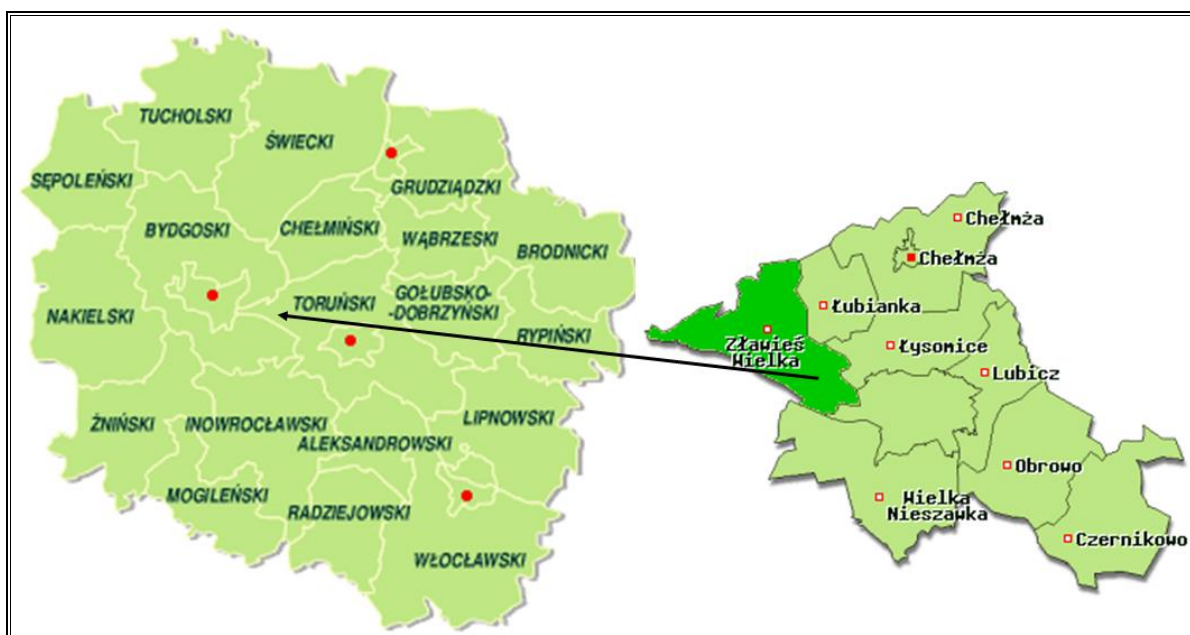 TUCHOLSKI
ŚWIECKI
SĘPOLEŃSKI
GRUDZIĄDZKI
BYDGOSKI
CHEŁMIŃSKI
WĄBRZESKI
BRODNICKI
NAKIELSKI
TORUŃSKI
GOŁUBSKO-
-DOBRZYŃSKI
RYPIŃSKI
ŻNIŃSKI
INOWROCŁAWSKI
LIPNOWSKI
ALEKSANDROWSKI
MOGILEŃSKI
RADZIEJOWSKI
WŁOCŁAWSKI
Chełmża
Chełmża
Łubianka
Zławieś
Wielka
Łysomice
Lubicz
Obrowo
Wielka
Nieszawka
Czernikowo